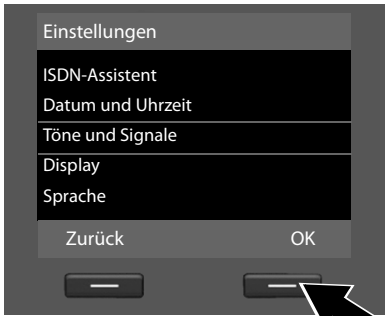 Einstellungen
ISDN-Assistent
Datum und Uhrzeit
Töne und Signale
Display
Sprache
Zurück OK